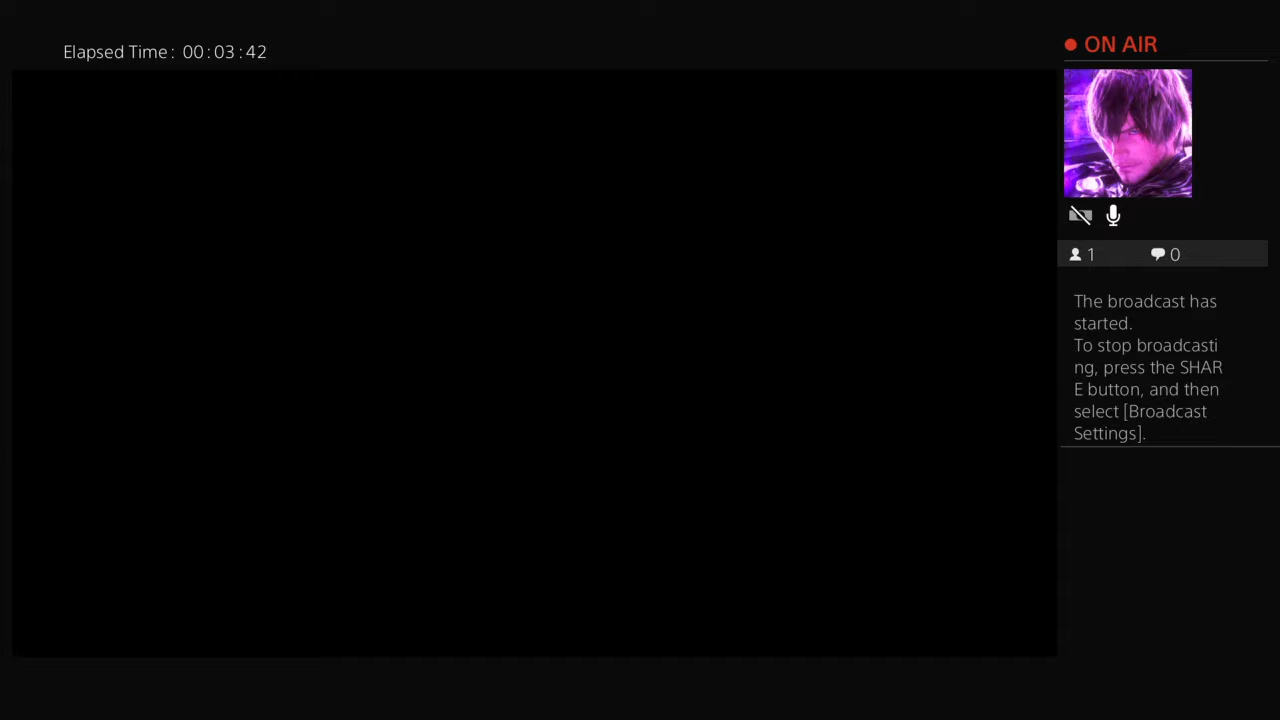 Elapsed Time: 00:03:42
ON AIR
1 0
The broadcast has
started.
To stop broadcasti
ng, press the SHAR
E button, and then
select [Broadcast
Settings].